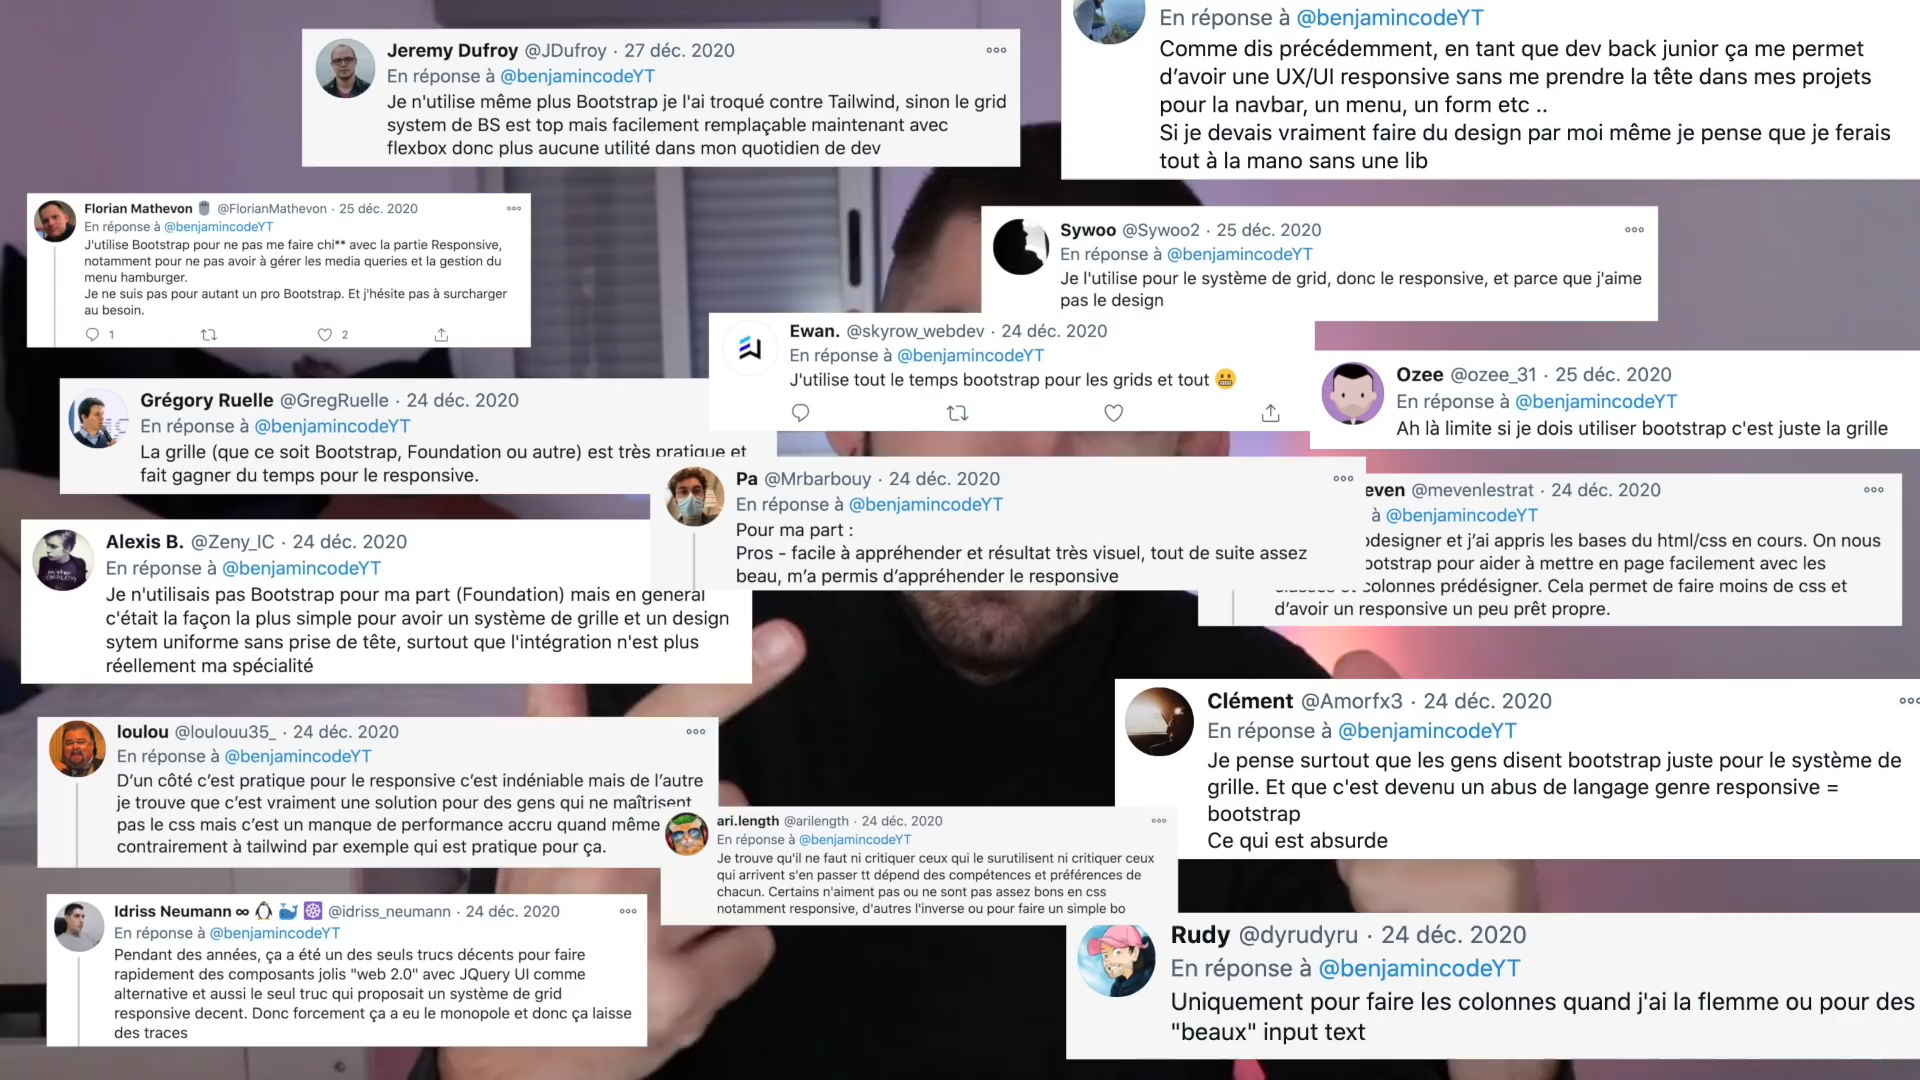 Jeremy Dufroy @JDufroy · 27 déc. 2020
En réponse à @benjamincodeYT
Je n'utilise même plus Bootstrap je l'ai troqué contre Tailwind, sinon le grid
system de BS est top mais facilement remplaçable maintenant avec
flexbox donc plus aucune utilité dans mon quotidien de dev
En réponse à @benjamincodeYT
Comme dis précédemment, en tant que dev back junior ça me permet
d’avoir une UX/UI responsive sans me prendre la tête dans mes projets
pour la navbar, un menu, un form etc ..
Si je devais vraiment faire du design par moi même je pense que je ferais
tout à la mano sans une lib
Florian Mathevon @FlorianMathevon · 25 déc. 2020
En réponse à @benjamincodeYT
J'utilise Bootstrap pour ne pas me faire chi** avec la partie Responsive,
notamment pour ne pas avoir à gérer les media queries et la gestion du
menu hamburger.
Je ne suis pas pour autant un pro Bootstrap. Et j'hésite pas à surcharger
au besoin.
1 2
Sywoo @Sywoo2 · 25 déc. 2020
En réponse à @benjamincodeYT
Je l'utilise pour le système de grid, donc le responsive, et parce que j'aime
pas le design
Ewan. @skyrow_webdev · 24 déc. 2020
En réponse à @benjamincodeYT
J'utilise tout le temps bootstrap pour les grids et tout 😬
Ozee @ozee_31 · 25 déc. 2020
En réponse à @benjamincodeYT
Ah là limite si je dois utiliser bootstrap c'est juste la grille
Grégory Ruelle @GregRuelle · 24 déc. 2020
En réponse à @benjamincodeYT
La grille (que ce soit Bootstrap, Foundation ou autre) est très pratique et
fait gagner du temps pour le responsive.
Pa @Mrbarbouy · 24 déc. 2020
En réponse à @benjamincodeYT
Pour ma part :
Pros - facile à appréhender et résultat très visuel, tout de suite assez
beau, m’a permis d’appréhender le responsive
even @mevenlestrat · 24 déc. 2020
à @benjamincodeYT
designer et j’ai appris les bases du html/css en cours. On nous
ootstrap pour aider à mettre en page facilement avec les
colonnes prédésigner. Cela permet de faire moins de css et
d’avoir un responsive un peu prêt propre.
Alexis B. @Zeny_IC · 24 déc. 2020
En réponse à @benjamincodeYT
Je n'utilisais pas Bootstrap pour ma part (Foundation) mais en général
c'était la façon la plus simple pour avoir un système de grille et un design
sytem uniforme sans prise de tête, surtout que l'intégration n'est plus
réellement ma spécialité
Clément @Amorfx3 · 24 déc. 2020
En réponse à @benjamincodeYT
Je pense surtout que les gens disent bootstrap juste pour le système de
grille. Et que c'est devenu un abus de langage genre responsive =
bootstrap
Ce qui est absurde
loulou @loulouu35_ · 24 déc. 2020
En réponse à @benjamincodeYT
D’un côté c’est pratique pour le responsive c’est indéniable mais de l’autre
je trouve que c’est vraiment une solution pour des gens qui ne maîtrisent
pas le css mais c’est un manque de performance accru quand même
contrairement à tailwind par exemple qui est pratique pour ça.
ari.length @arilength · 24 déc. 2020
En réponse à @benjamincodeYT
Je trouve qu'il ne faut ni critiquer ceux qui le surutilisent ni critiquer ceux
qui arrivent s'en passer tt dépend des compétences et préférences de
chacun. Certains n'aiment pas ou ne sont pas assez bons en css
notamment responsive, d'autres l'inverse ou pour faire un simple bo
Idriss Neumann ∞ 🐧 🐳 @idriss_neumann · 24 déc. 2020
En réponse à @benjamincodeYT
Pendant des années, ça a été un des seuls trucs décents pour faire
rapidement des composants jolis "web 2.0" avec JQuery UI comme
alternative et aussi le seul truc qui proposait un système de grid
responsive decent. Donc forcement ça a eu le monopole et donc ça laisse
des traces
Rudy @dyrudyru · 24 déc. 2020
En réponse à @benjamincodeYT
Uniquement pour faire les colonnes quand j'ai la flemme ou pour des
"beaux" input text